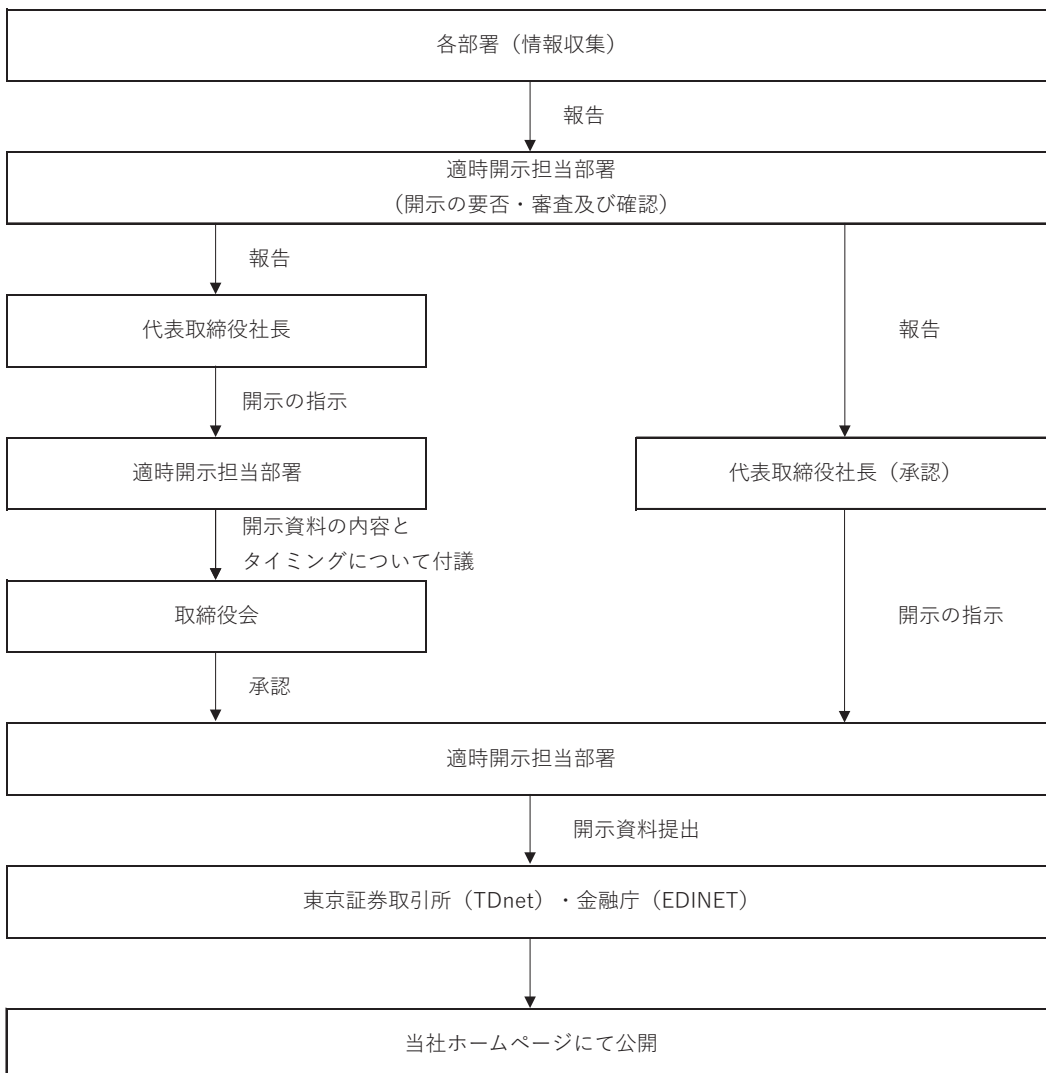 各部署（情報収集）
報告
適時開示担当部署
（開示の要否・審査及び確認）
報告
代表取締役社長
報告
開示の指示
適時開示担当部署
代表取締役社長（承認）
開示資料の内容と
タイミングについて付議
取締役会
開示の指示
承認
適時開示担当部署
開示資料提出
東京証券取引所（TDnet）・金融庁（EDINET）
当社ホームページにて公開